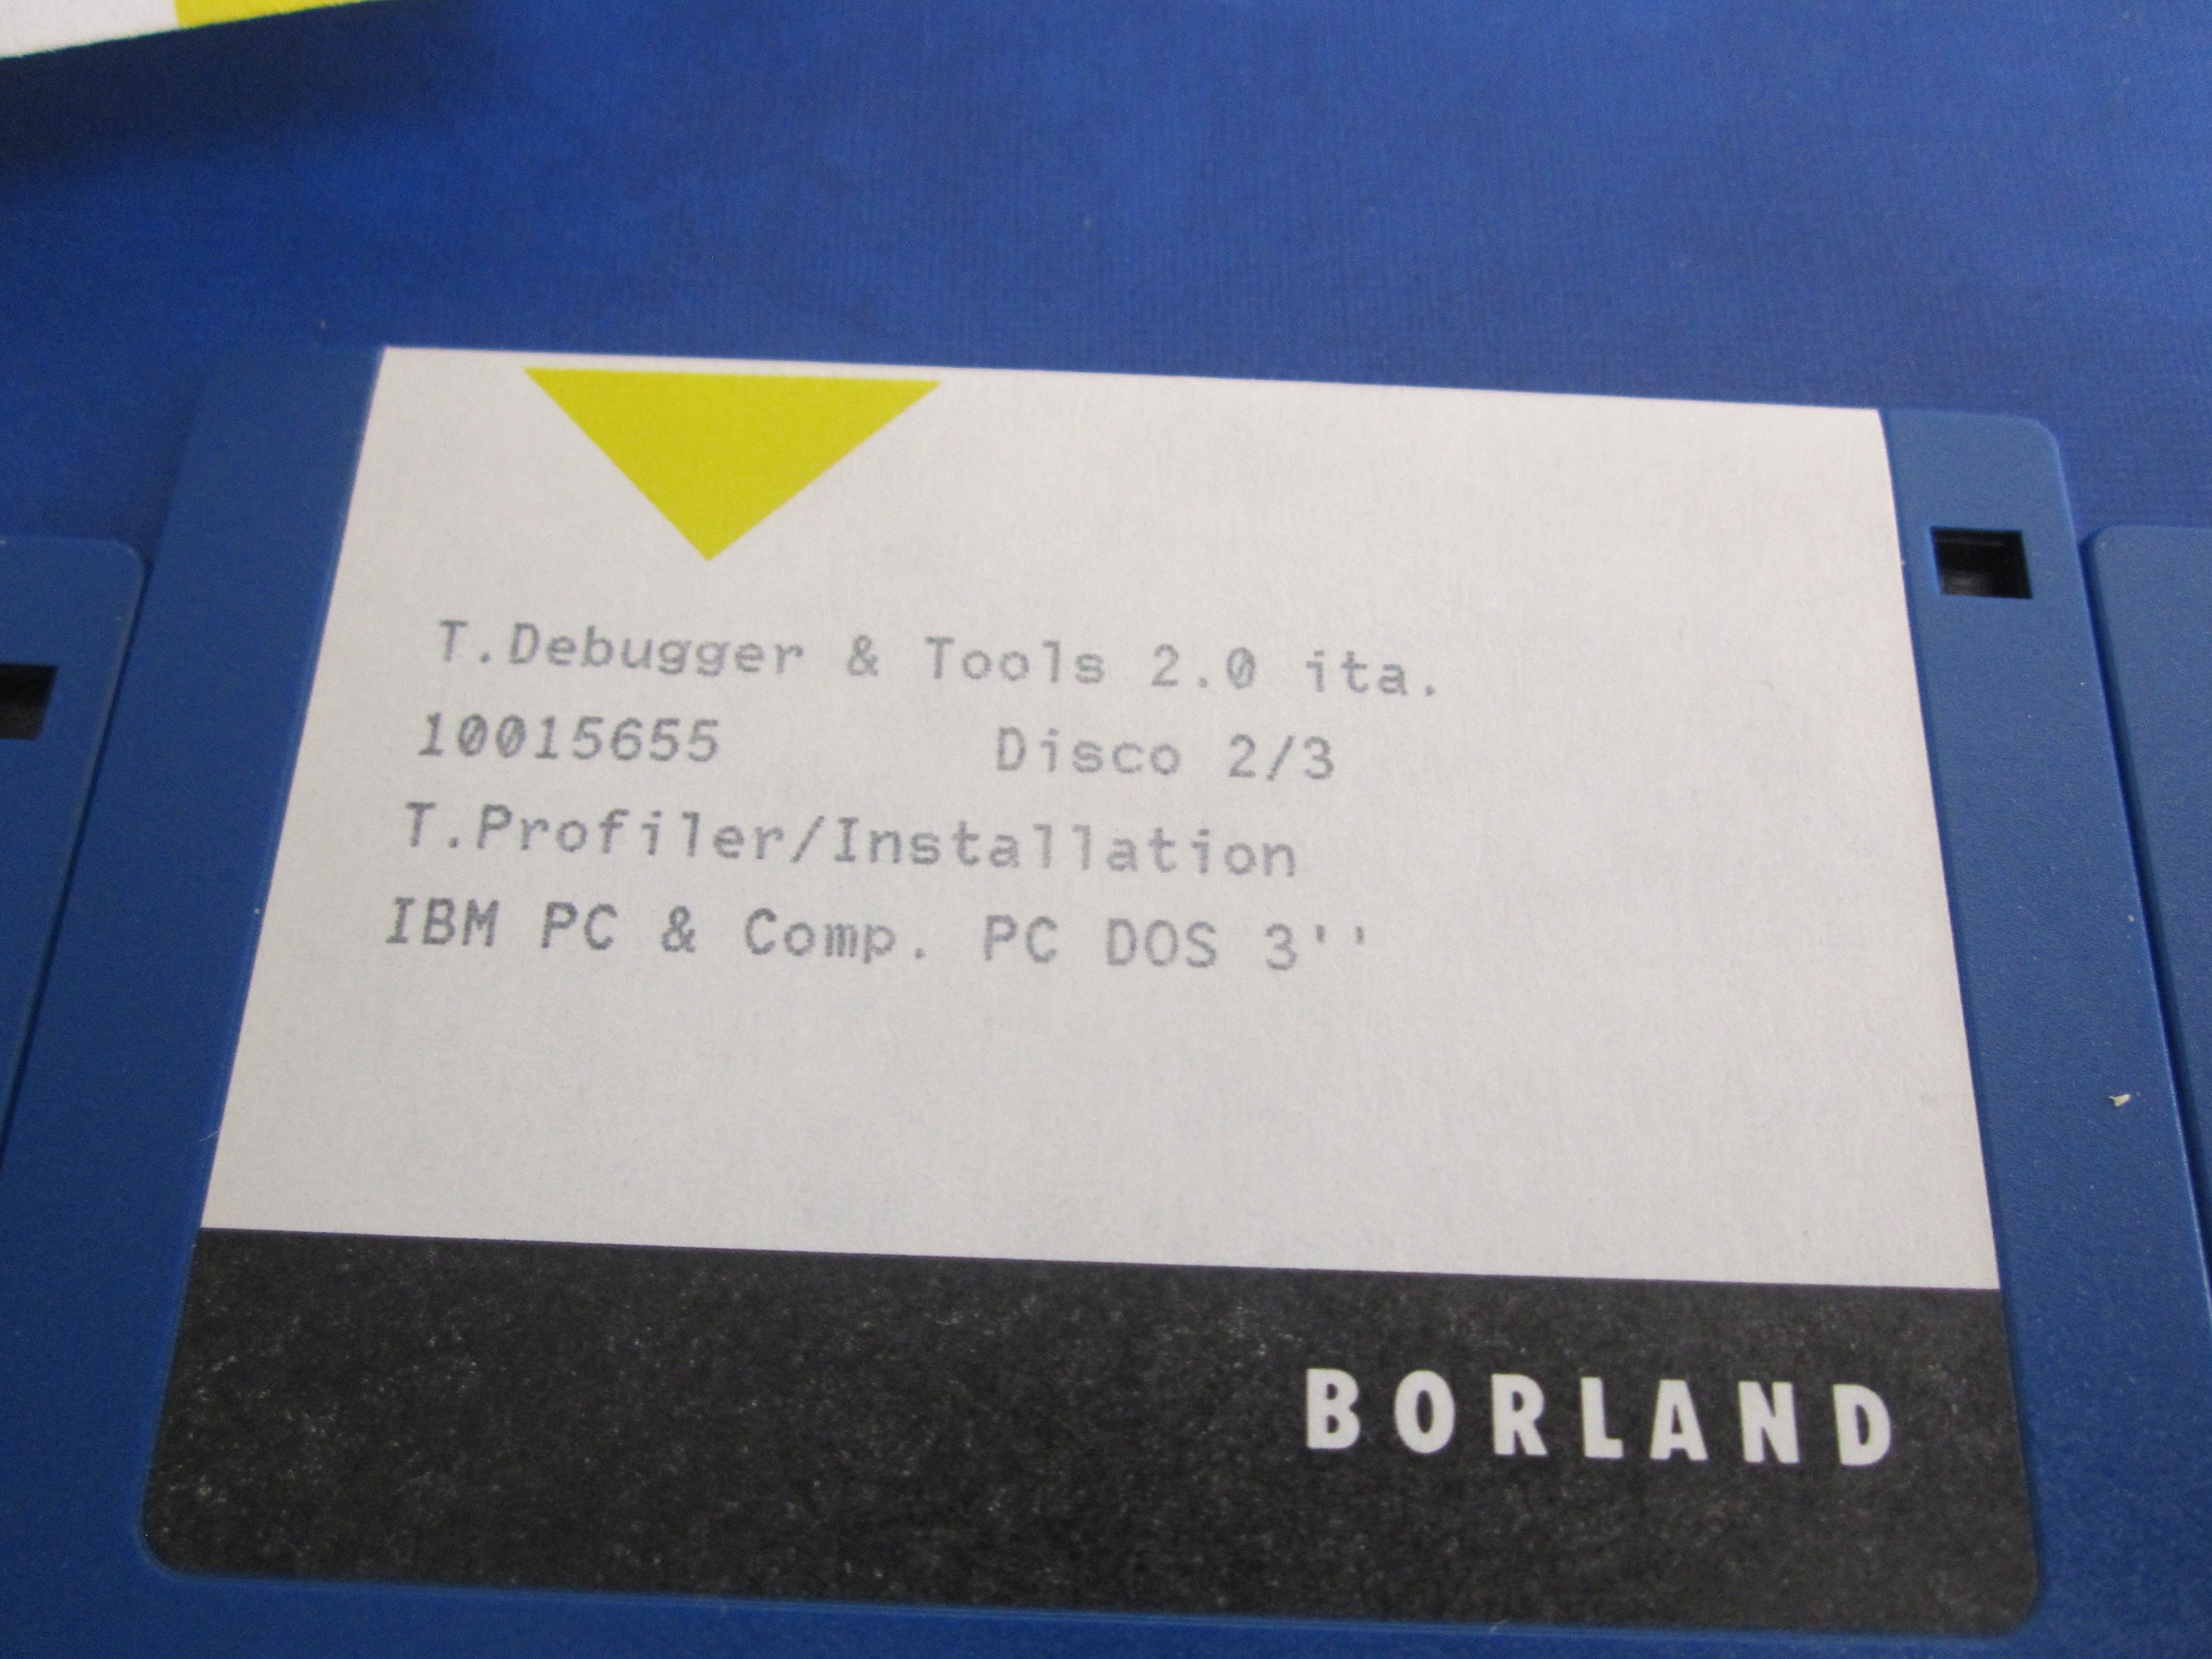 T.Debugger & Tools 2.0 ita.
10015655 Disco 2/3
T.Profiler/Installation
IBM PC & Comp. PC DOS 3''
BORLAND